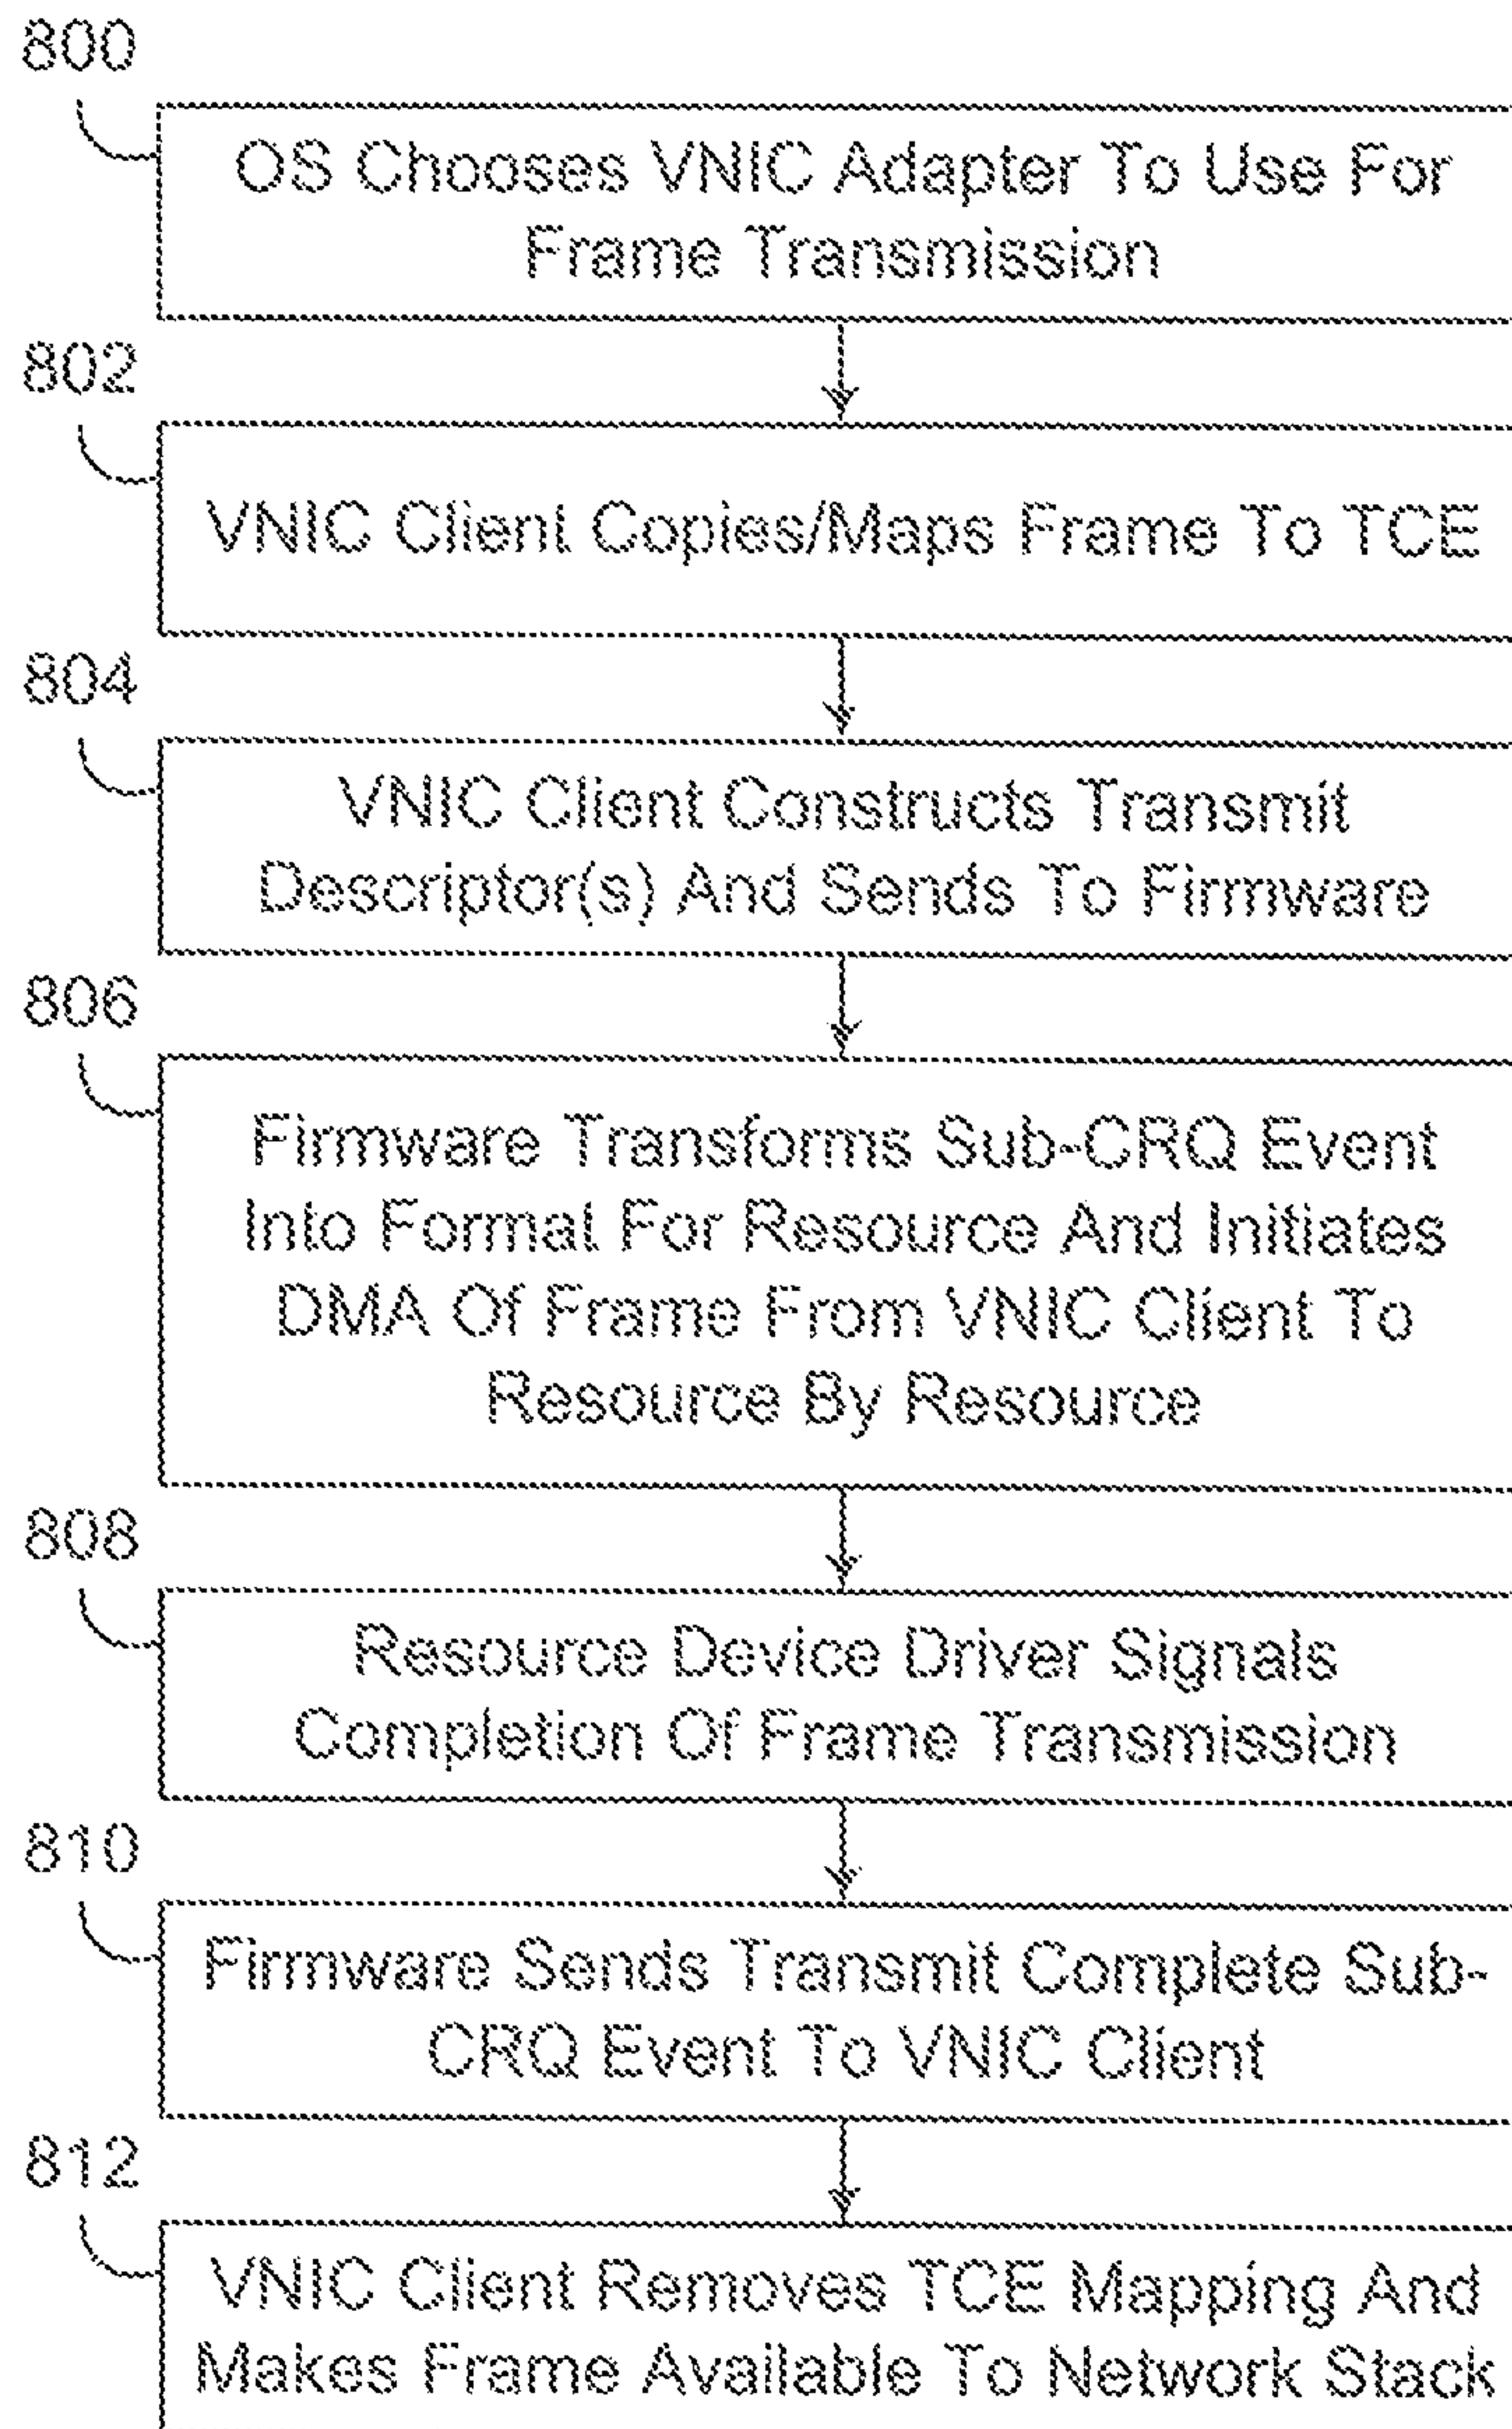 800
OS Chooses VNIC Adapter To Use For
Frame Transmission
802
VNIC Client Copies/Maps Frame To TCE
804
VNIC Client Constructs Transmit
Descriptor(s) And Sends To Firmware
806
Firmware Transforms Sub-CRQ Event
Into Format For Resource And Initiates
DMA Of Frame From VNIC Client To
Resource By Resource
808
Resource Device Driver Signals
Completion Of Frame Transmission
810
Firmware Sends Transmit Complete Sub-
CRQ Event To VNIC Client
812
VNIC Client Removes TCE Mapping And
Makes Frame Available To Network Stack